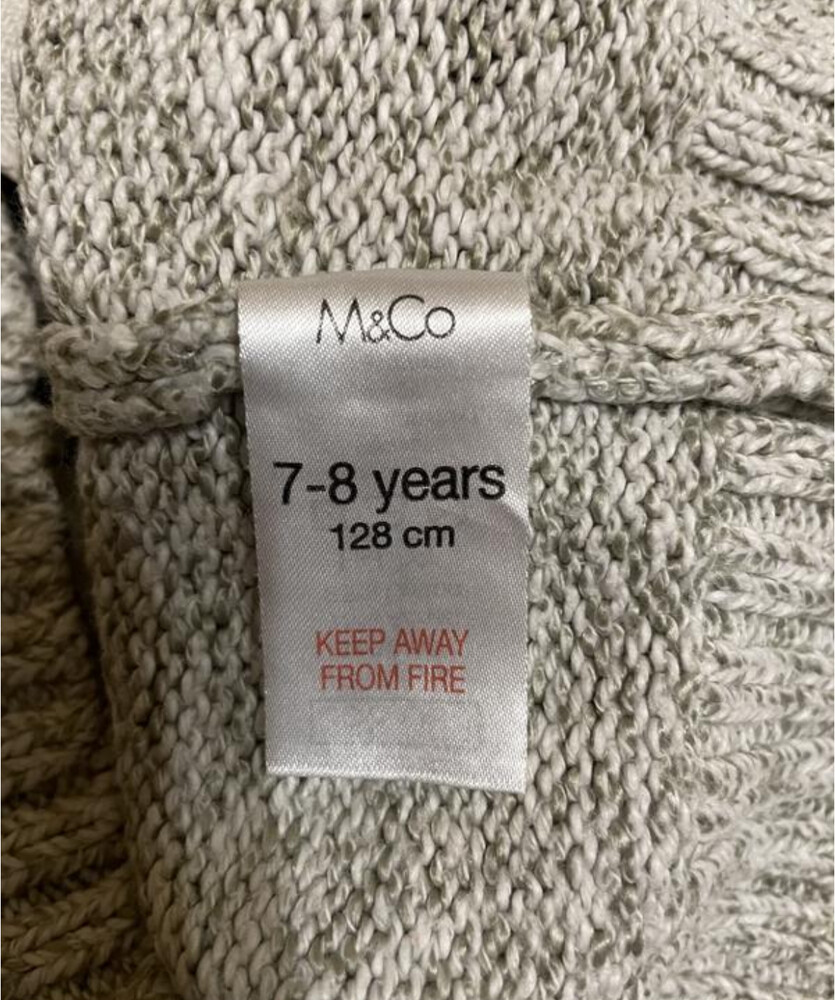 M&Co
7-8 years
128 cm
KEEP AWAY
FROM FIRE